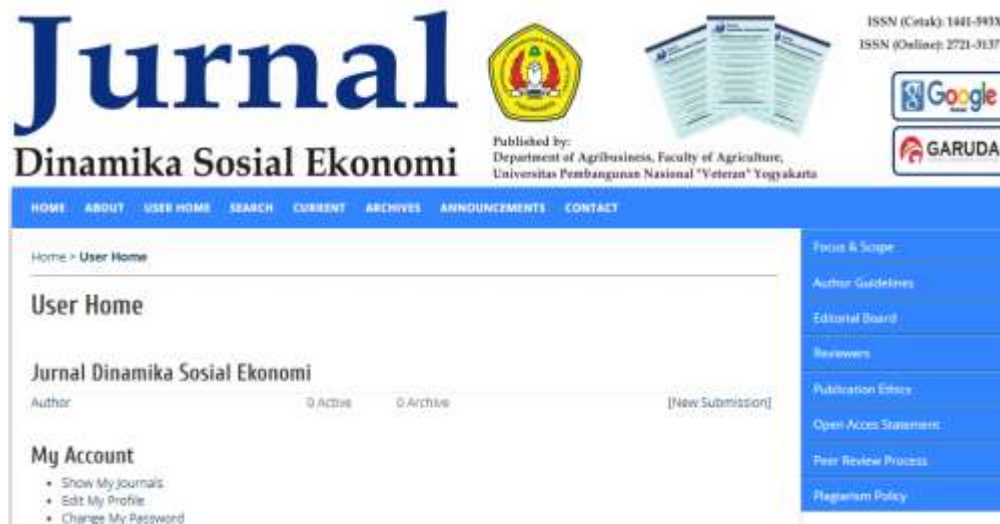 Jurnal
Dinamika Sosial Ekonomi
Published by:
Department of Agribusiness, Faculty of Agriculture,
Universitas Pembangunan Nasional "Veteran" Yogyakarta
ISSN (Cetak):
ISSN (Online): 2721-3137
Google
GARUDA
HOME ABOUT USER HOME SEARCH CURRENT ARCHIVES ANNOUNCEMENTS CONTACT
Home > User Home
User Home
Jurnal Dinamika Sosial Ekonomi
Author 0 Active 0 Archive [New Submission]
My Account
• Show My Journals
• Edit My Profile
• Change My Password
Focus & Scope
Author Guidelines
Editorial Board
Reviewers
Publication Ethics
Open Acces Statement
Peer Review Process
Plagiarism Policy